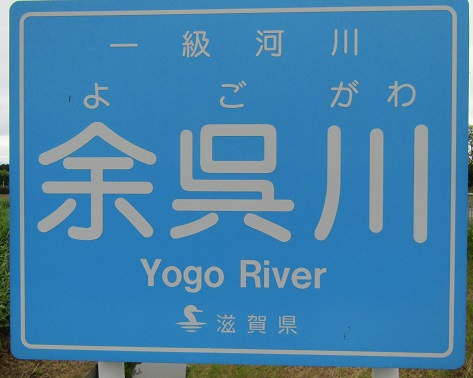 一級河川
よごがわ
余呉川
Yogo River
滋賀県